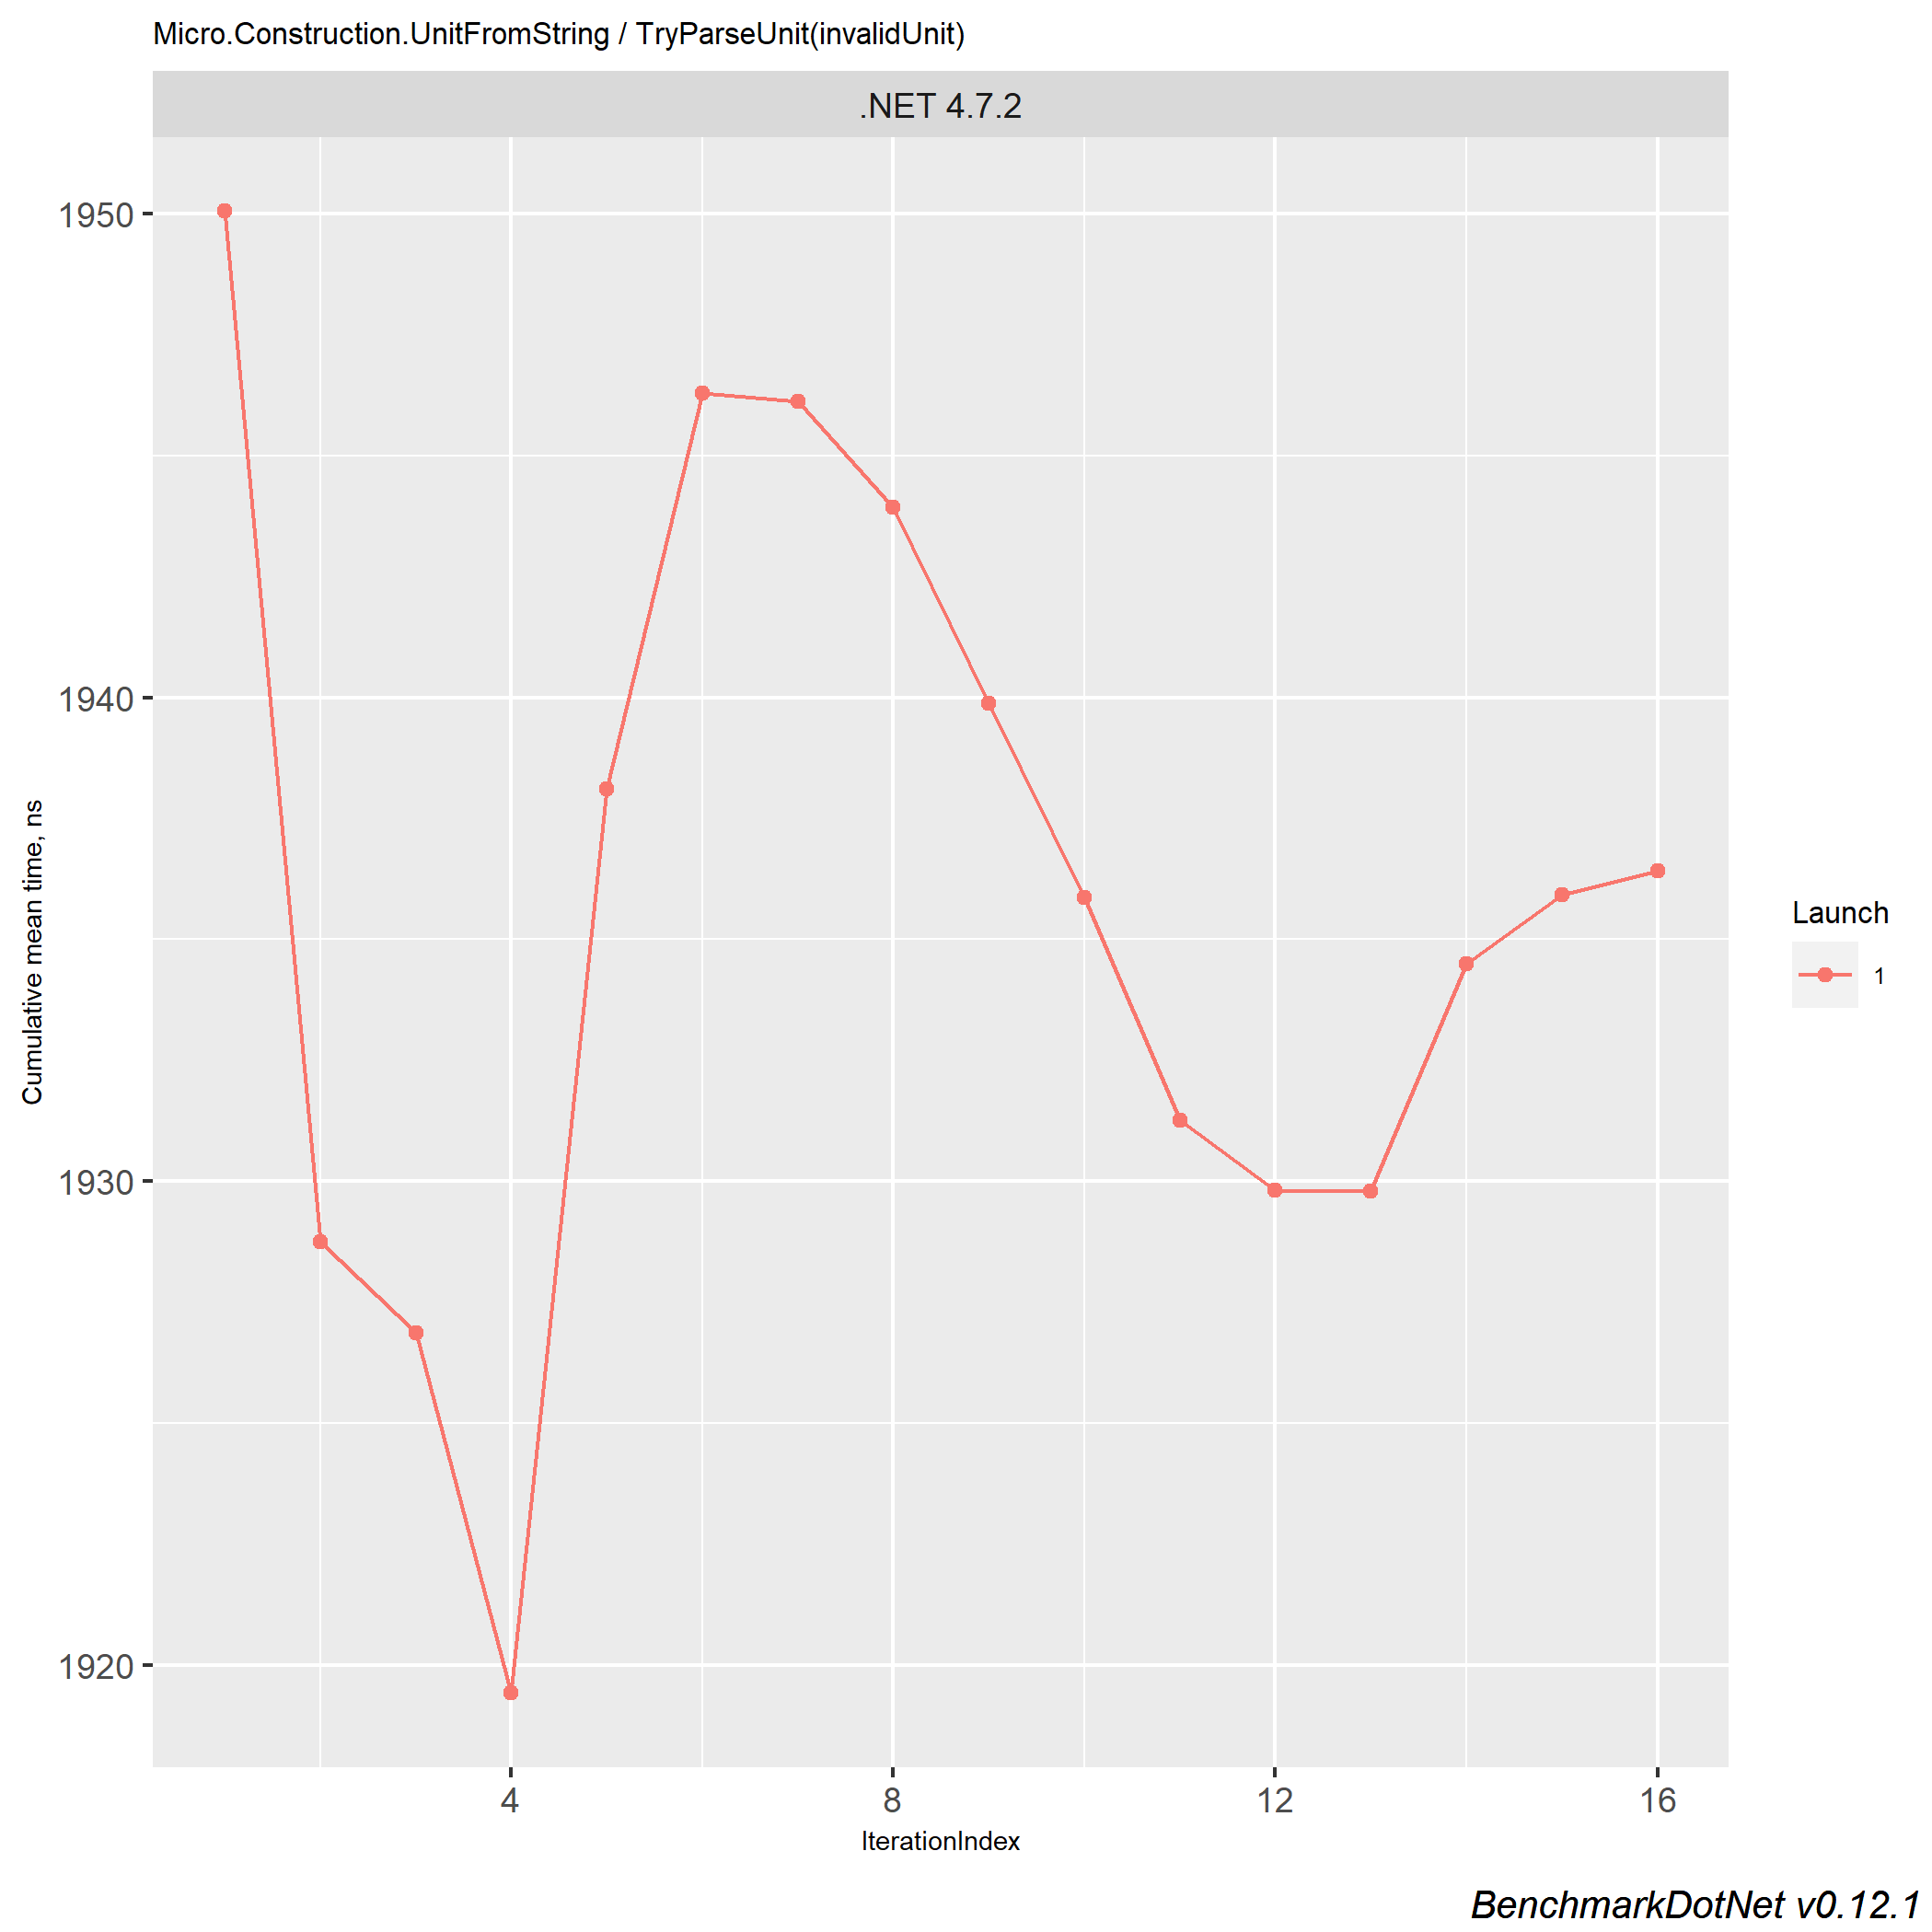 Micro.Construction.UnitFromString / TryParseUnit(invalidUnit)
.NET 4.7.2
1950
1940
1930
1920
Cumulative mean time, ns
4 8 12 16
IterationIndex
Launch
1
BenchmarkDotNet v0.12.1